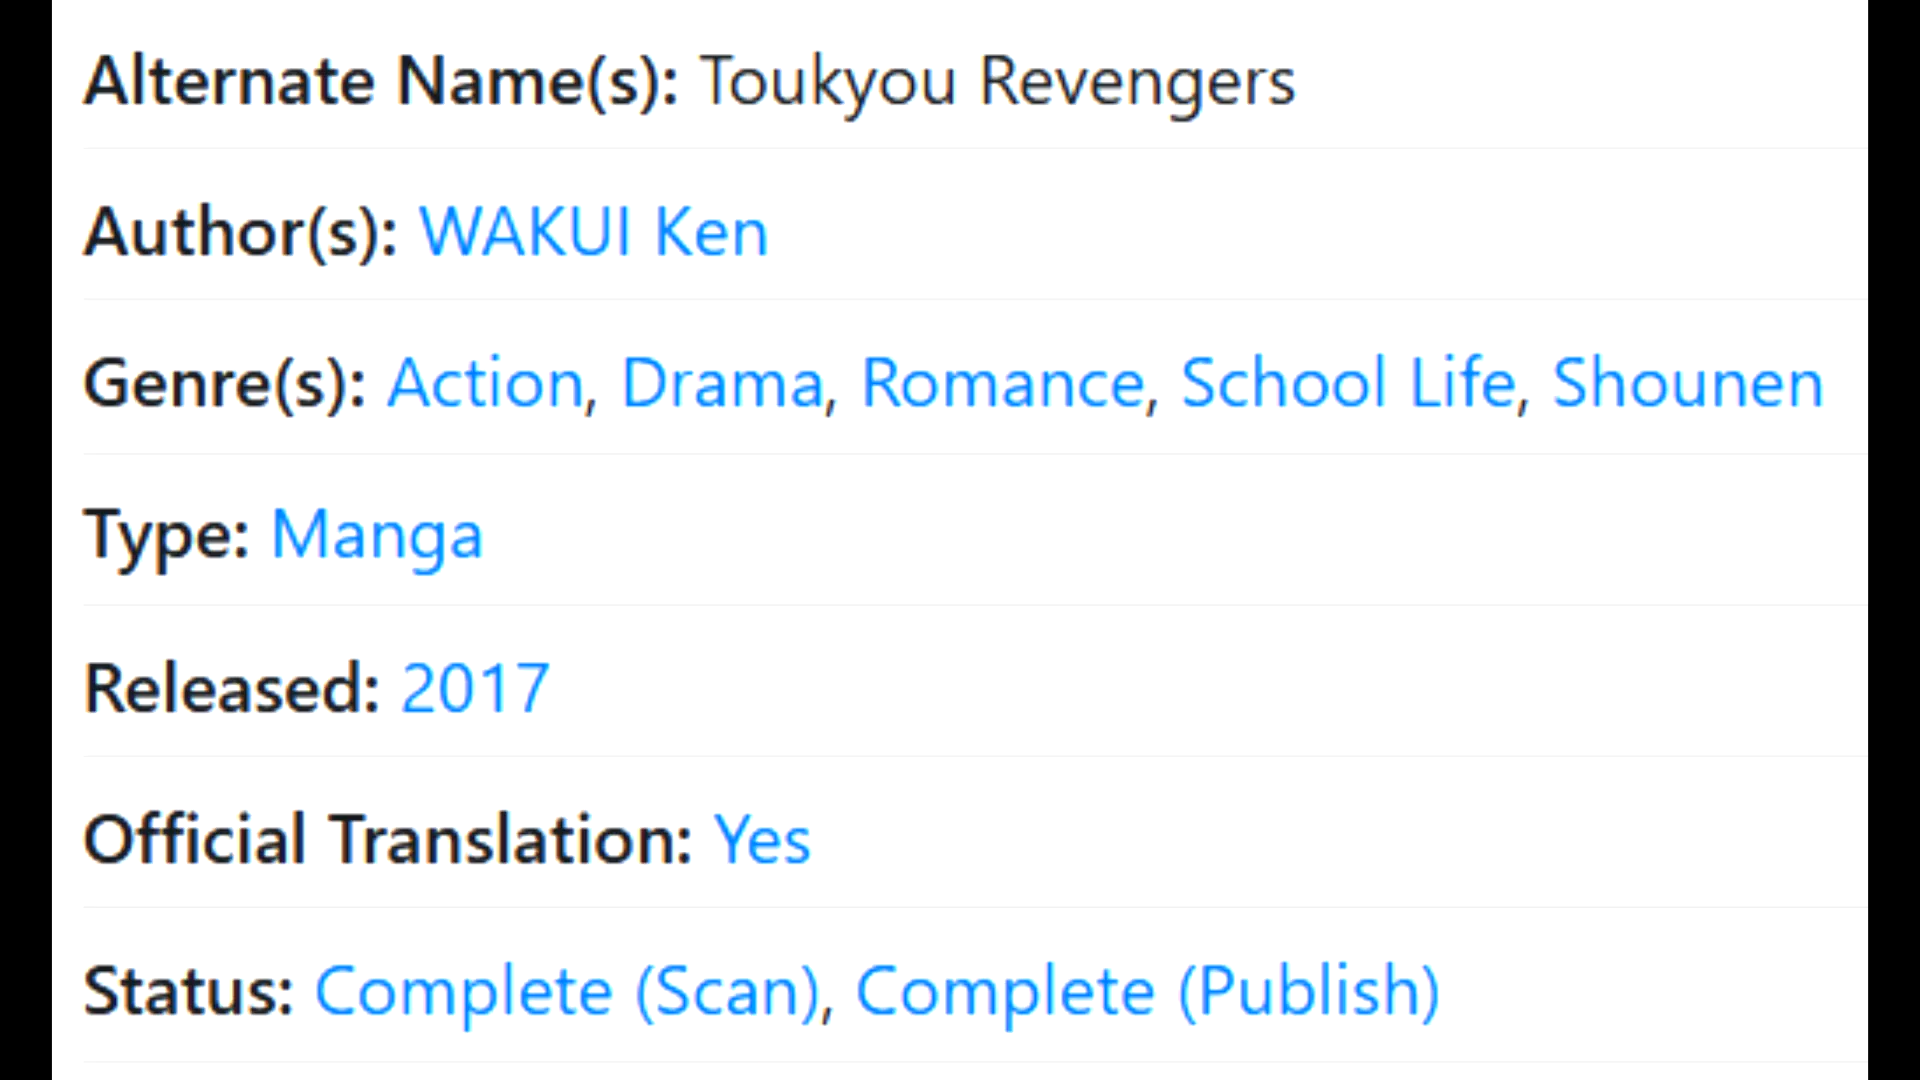 Alternate Name(s): Toukyou Revengers
Author(s): WAKUI Ken
Genre(s): Action, Drama, Romance, School Life, Shounen
Type: Manga
Released: 2017
Official Translation: Yes
Status: Complete (Scan), Complete (Publish)